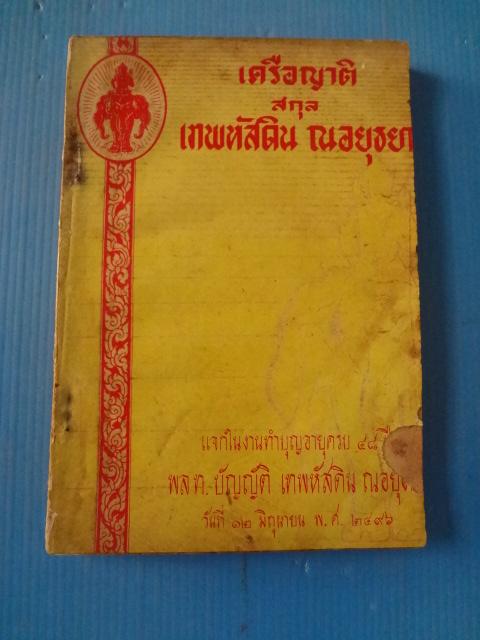 เครือญาติ
สกุล
เทพหัสดิน ณอยุธยา
แจกในงานทำบุญอายุครบ ๔๘ ปี
พล.ท. บัญญัติ เทพหัสดิน ณอยุธ
วันที่ ๑๒ มิถุนายน พ.ศ. ๒๔๙๖